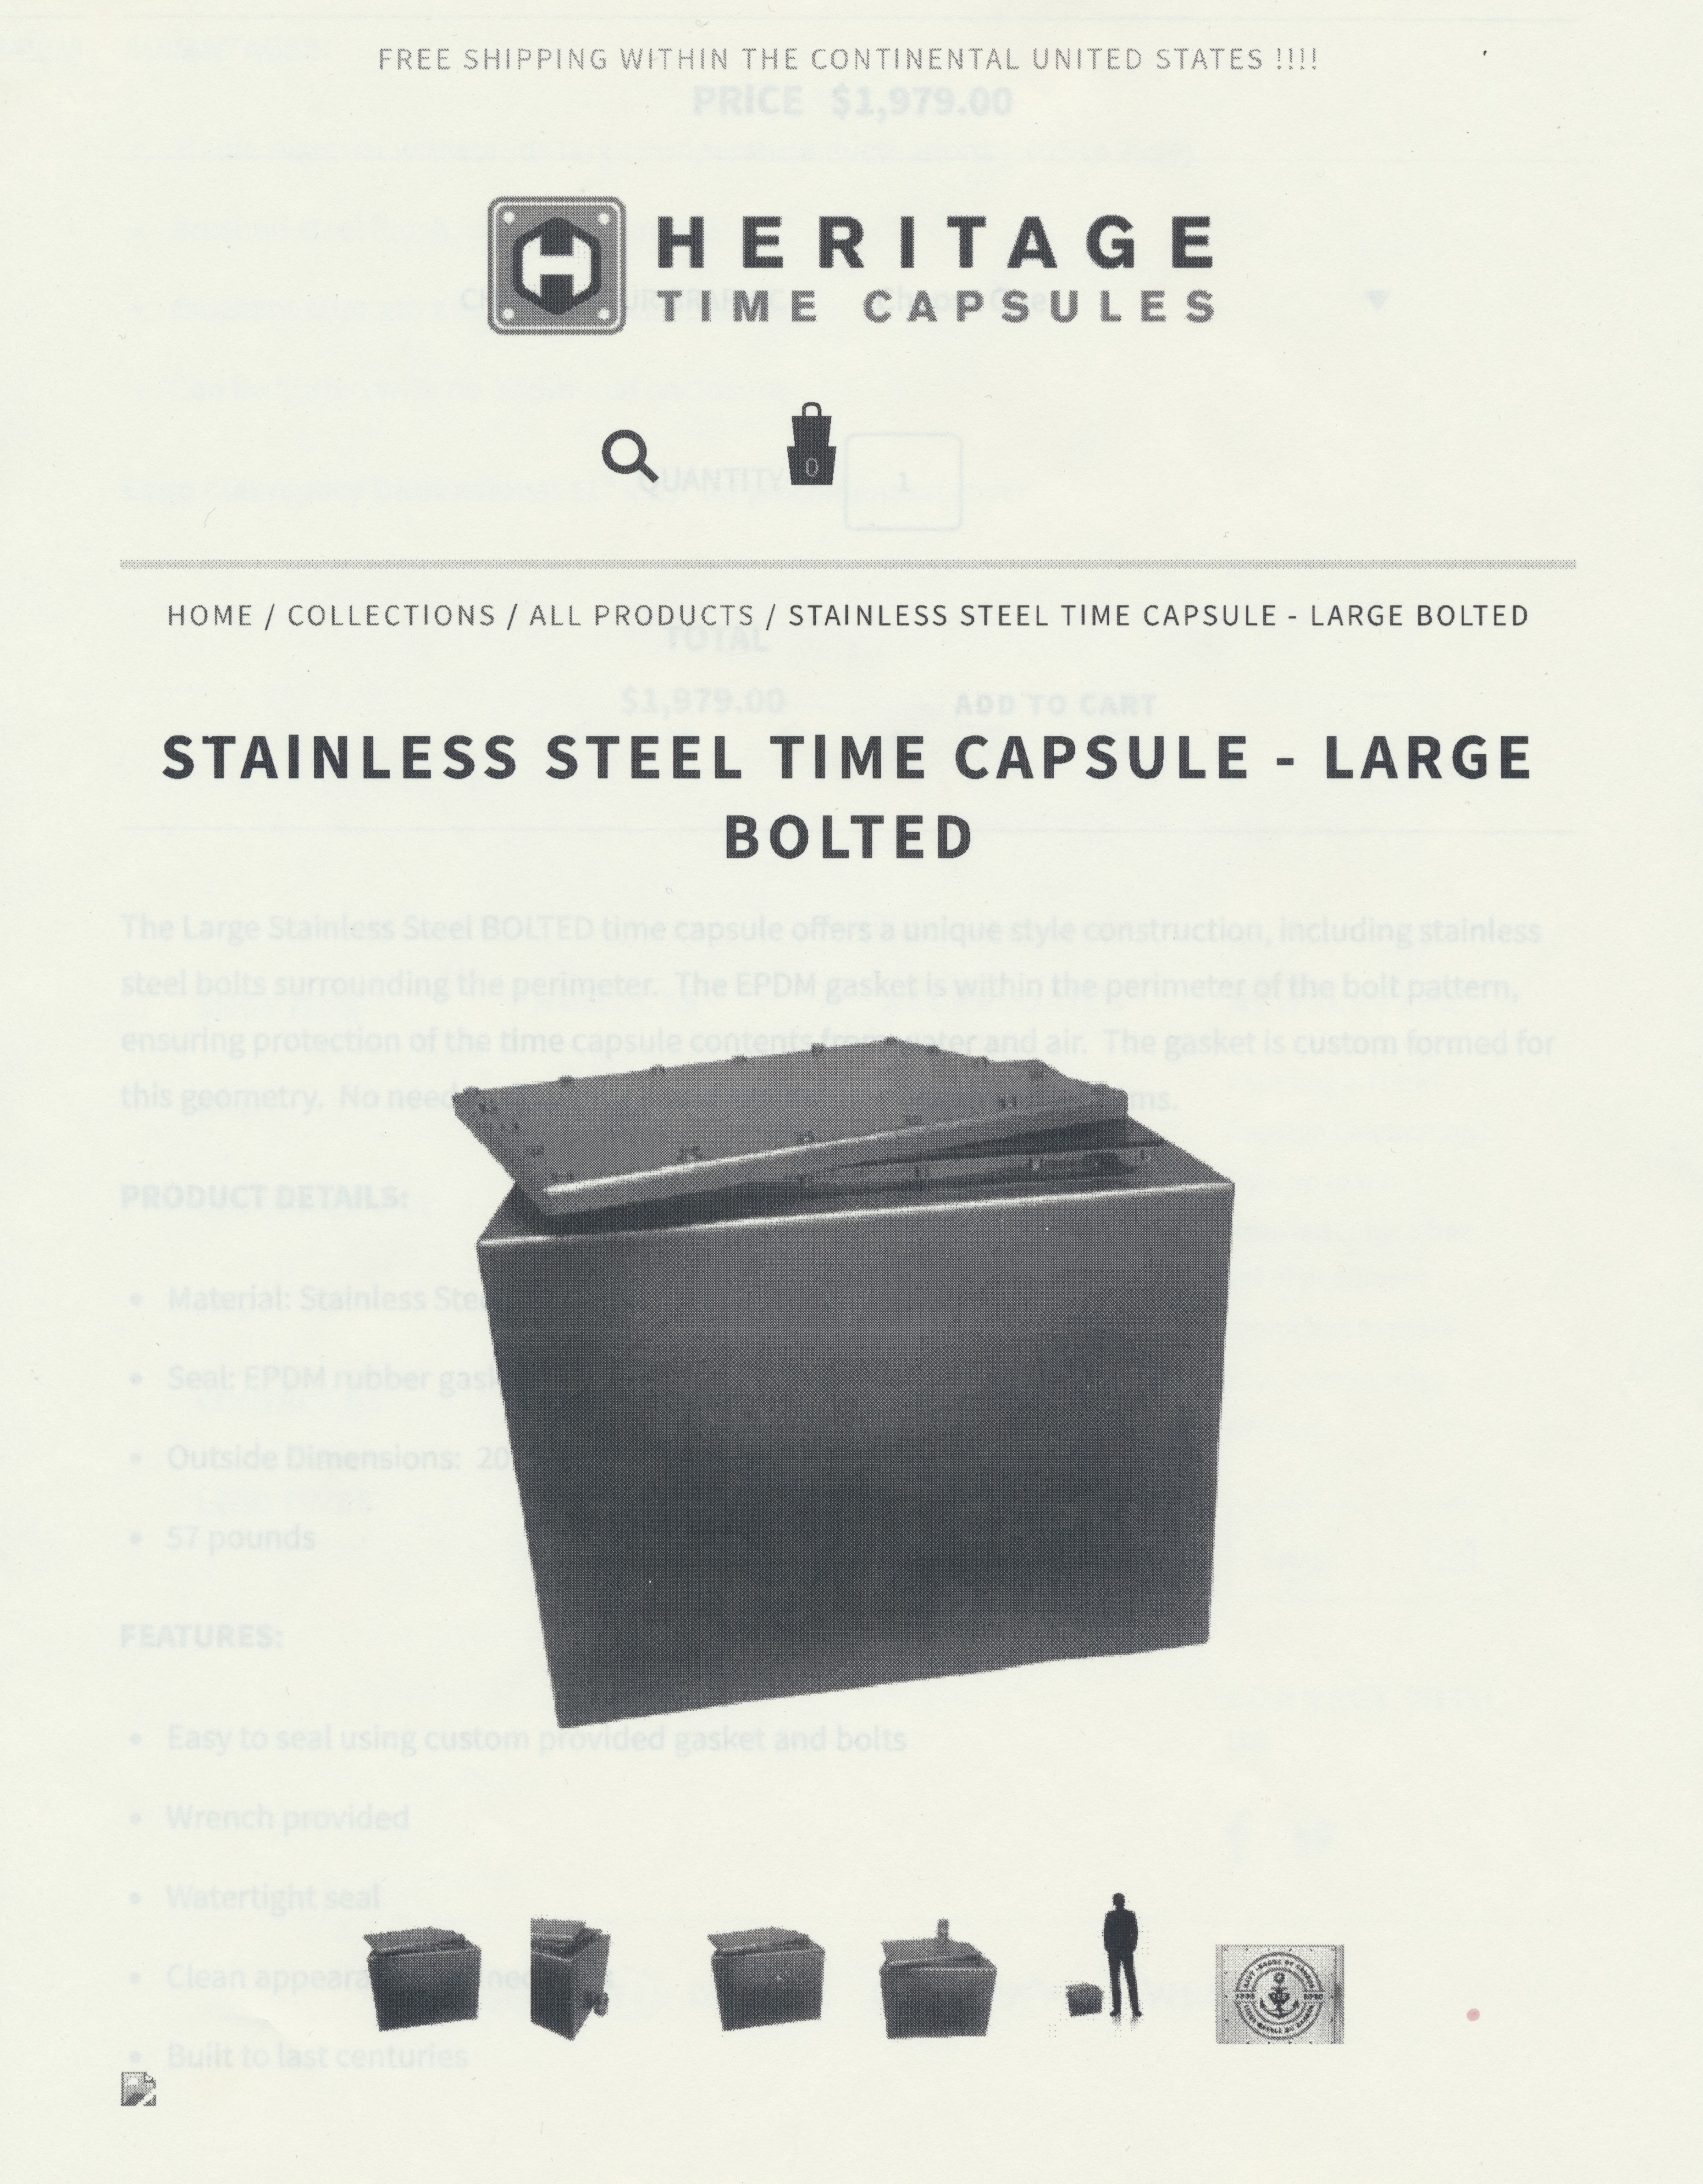 FREE SHIPPING WITHIN THE CONTINENTAL UNITED STATES !!!!
HERITAGE
TIME CAPSULES
0
HOME / COLLECTIONS / ALL PRODUCTS / STAINLESS STEEL TIME CAPSULE - LARGE BOLTED
STAINLESS STEEL TIME CAPSULE - LARGE
BOLTED
PRICE $1,979.00
QUANTITY 1
TOTAL
$1,979.00 ADD TO CART
The Large Stainless Steel BOLTED time capsule offers a unique style construction, including stainless
steel bolts surrounding the perimeter. The EPDM gasket is within the perimeter of the bolt pattern,
ensuring protection of the time capsule contents from water and air. The gasket is custom formed for
this geometry. No need
PRODUCT DETAILS:
• Material: Stainless Steel
• Seal: EPDM rubber gasket
• Outside Dimensions: 20
• 57 pounds
FEATURES:
• Easy to seal using custom provided gasket and bolts
• Wrench provided
• Watertight seal
• Clean
• Built to last centuries